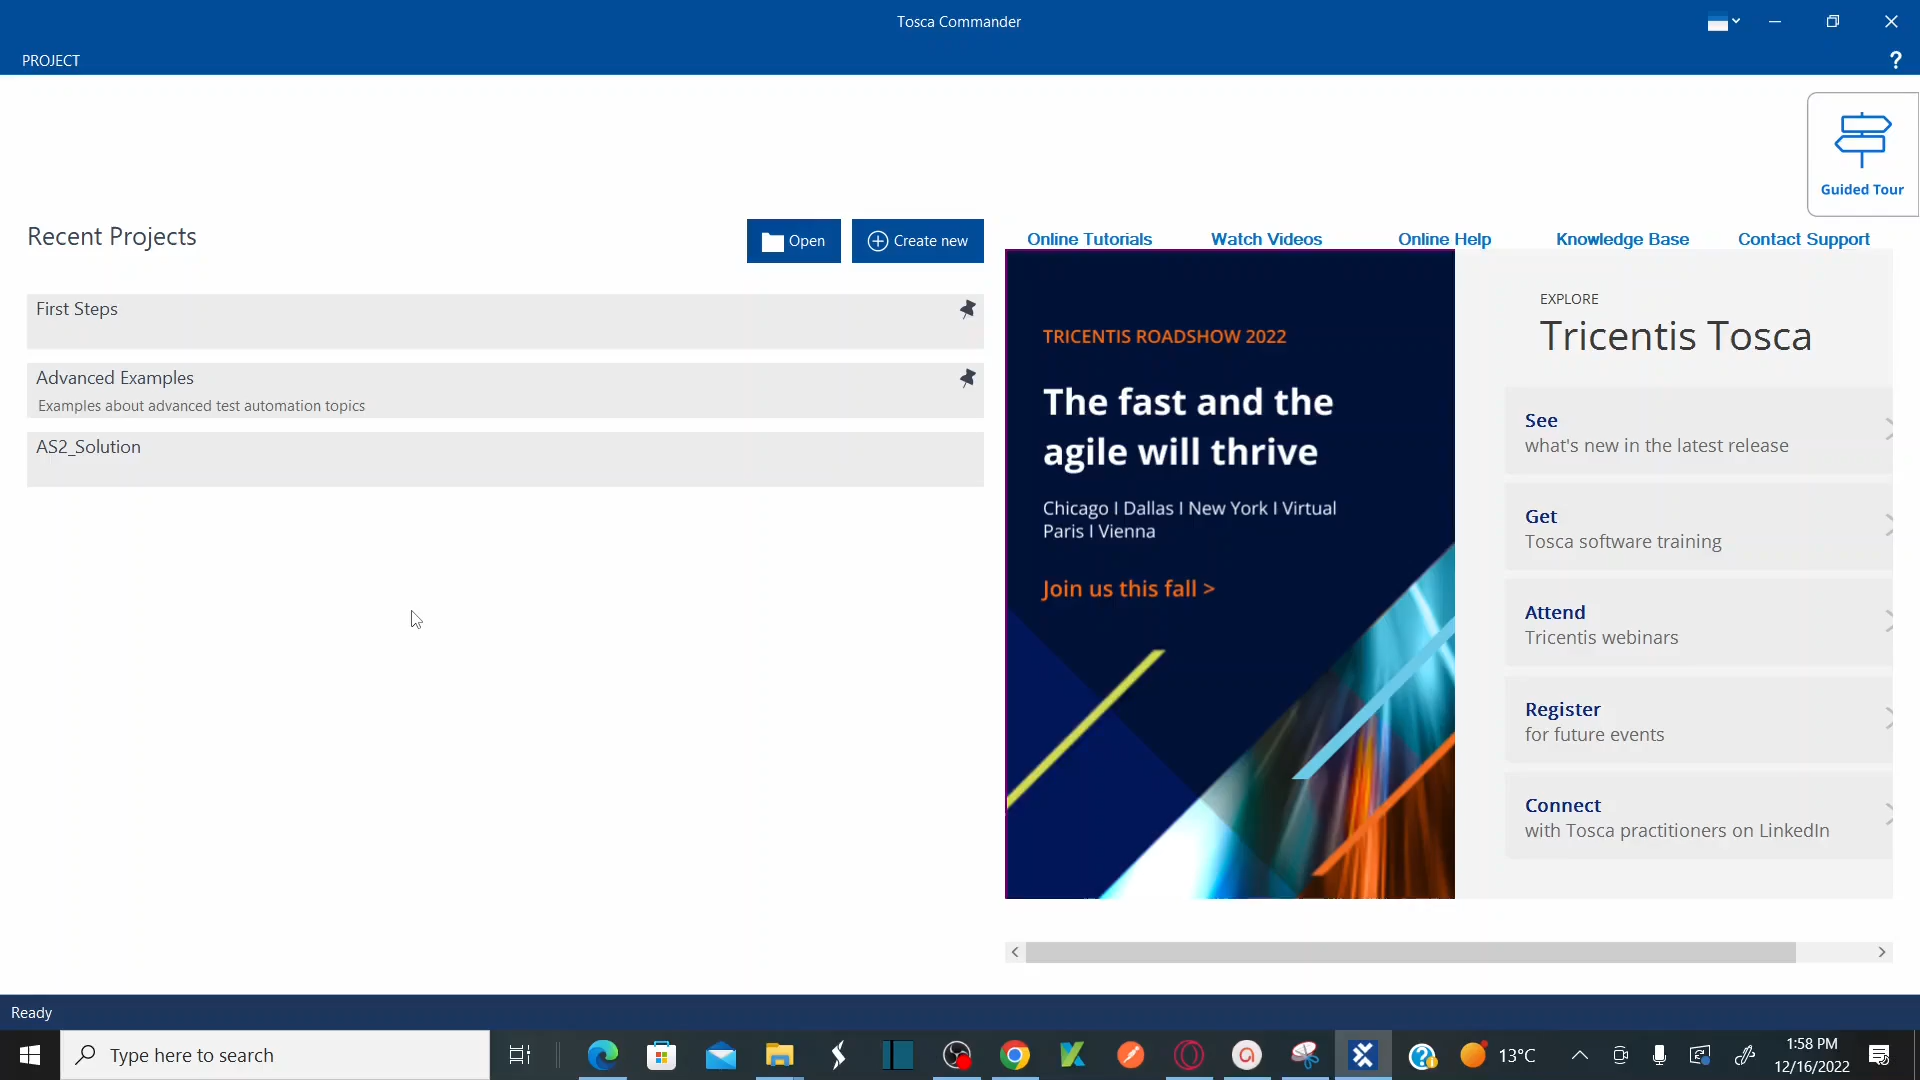 Tosca Commander
PROJECT
?
Guided Tour
Recent Projects
Open
Create new
Online Tutorials
Watch Videos
Online Help
Knowledge Base
Contact Support
First Steps
Advanced Examples
Examples about advanced test automation topics
AS2_Solution
TRICENTIS ROADSHOW 2022
The fast and the
agile will thrive
Chicago I Dallas I New York I Virtual
Paris I Vienna
Join us this fall >
EXPLORE
Tricentis Tosca
See
what's new in the latest release
Get
Tosca software training
Attend
Tricentis webinars
Register
for future events
Connect
with Tosca practitioners on LinkedIn
Ready
Type here to search
13°C
1:58 PM
12/16/2022